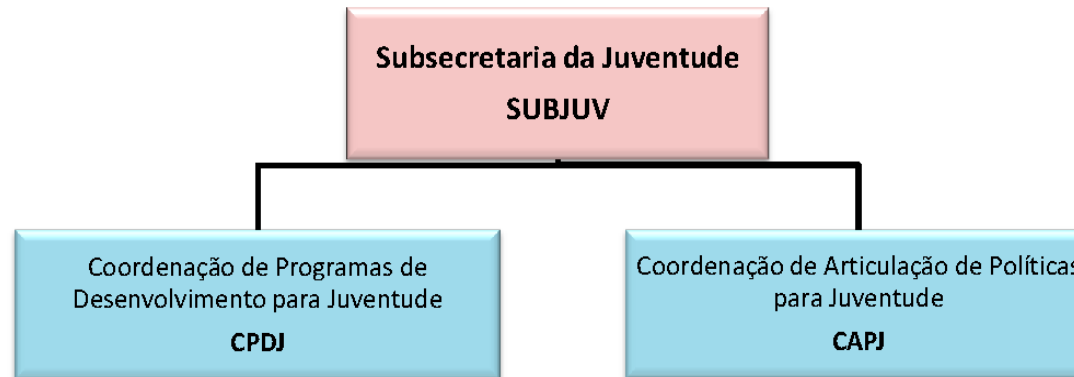 Subsecretaria da Juventude
SUBJUV
Coordenação de Programas de
Desenvolvimento para Juventude
CPDJ
Coordenação de Articulação de Políticas
para Juventude
CAPJ